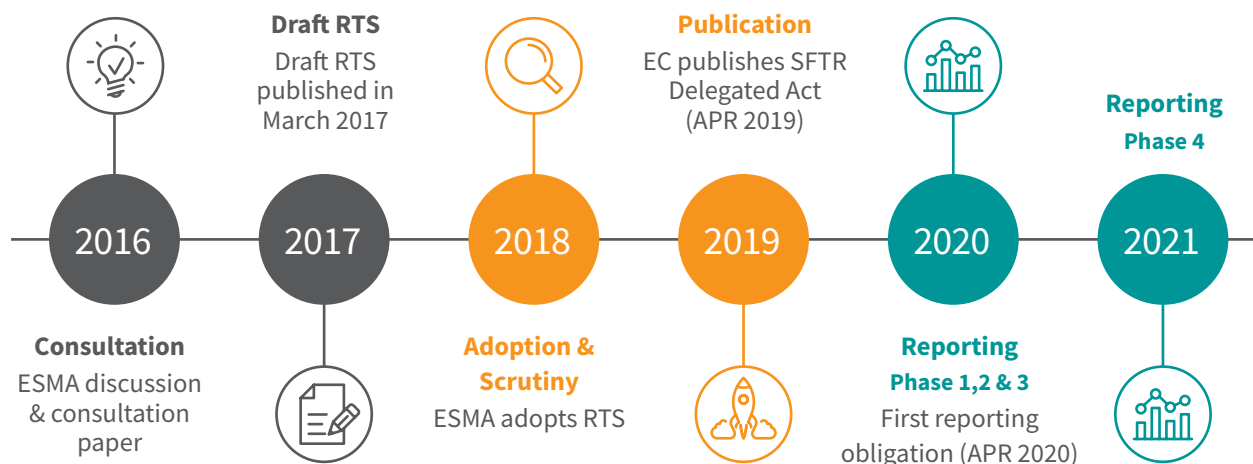 2016
Consultation
ESMA discussion
& consultation
paper
Draft RTS
Draft RTS
published in
March 2017
2017
2018
Adoption &
Scrutiny
ESMA adopts RTS
Publication
EC publishes SFTR
Delegated Act
(APR 2019)
2019
2020
Reporting
Phase 1,2 & 3
First reporting
obligation (APR 2020)
Reporting
Phase 4
2021